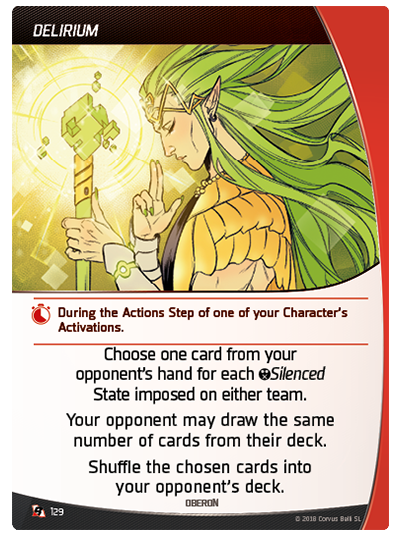 DELIRIUM
During the Actions Step of one of your Character's
Activations.
Choose one card from your
opponent's hand for each Silenced
State imposed on either team.
Your opponent may draw the same
number of cards from their deck.
Shuffle the chosen cards into
your opponent's deck.
OBERON
129
© 2018 Corvus Belli SL